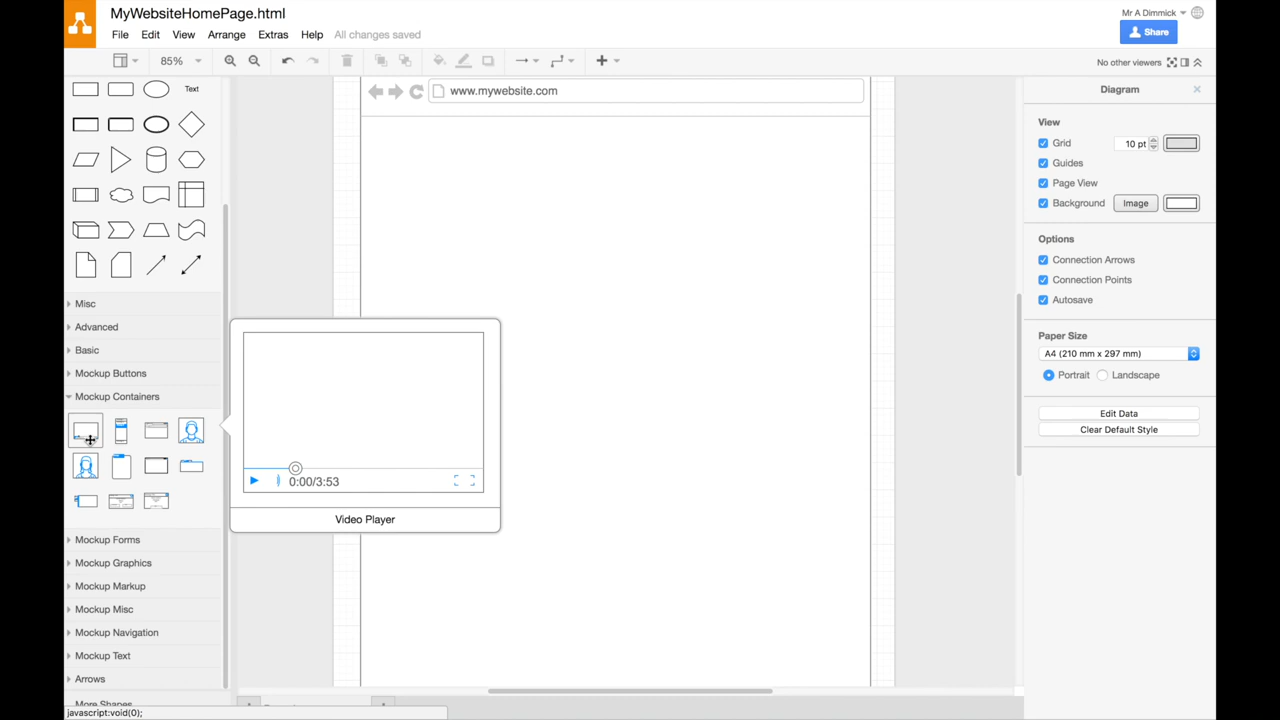 MyWebsiteHomePage.html
Mr A Dimmick
File Edit View Arrange Extras Help All changes saved
Share
85%
No other viewers
Text
www.mywebsite.com
Diagram
View
Grid 10 pt
Guides
Page View
Background Image
Options
Connection Arrows
Connection Points
Autosave
Paper Size
A4 (210 mm x 297 mm)
Portrait Landscape
Edit Data
Clear Default Style
Misc
Advanced
Basic
Mockup Buttons
Mockup Containers
0:00/3:53
Video Player
Mockup Forms
Mockup Graphics
Mockup Markup
Mockup Misc
Mockup Navigation
Mockup Text
Arrows
More Shapes
javascript:void(0);